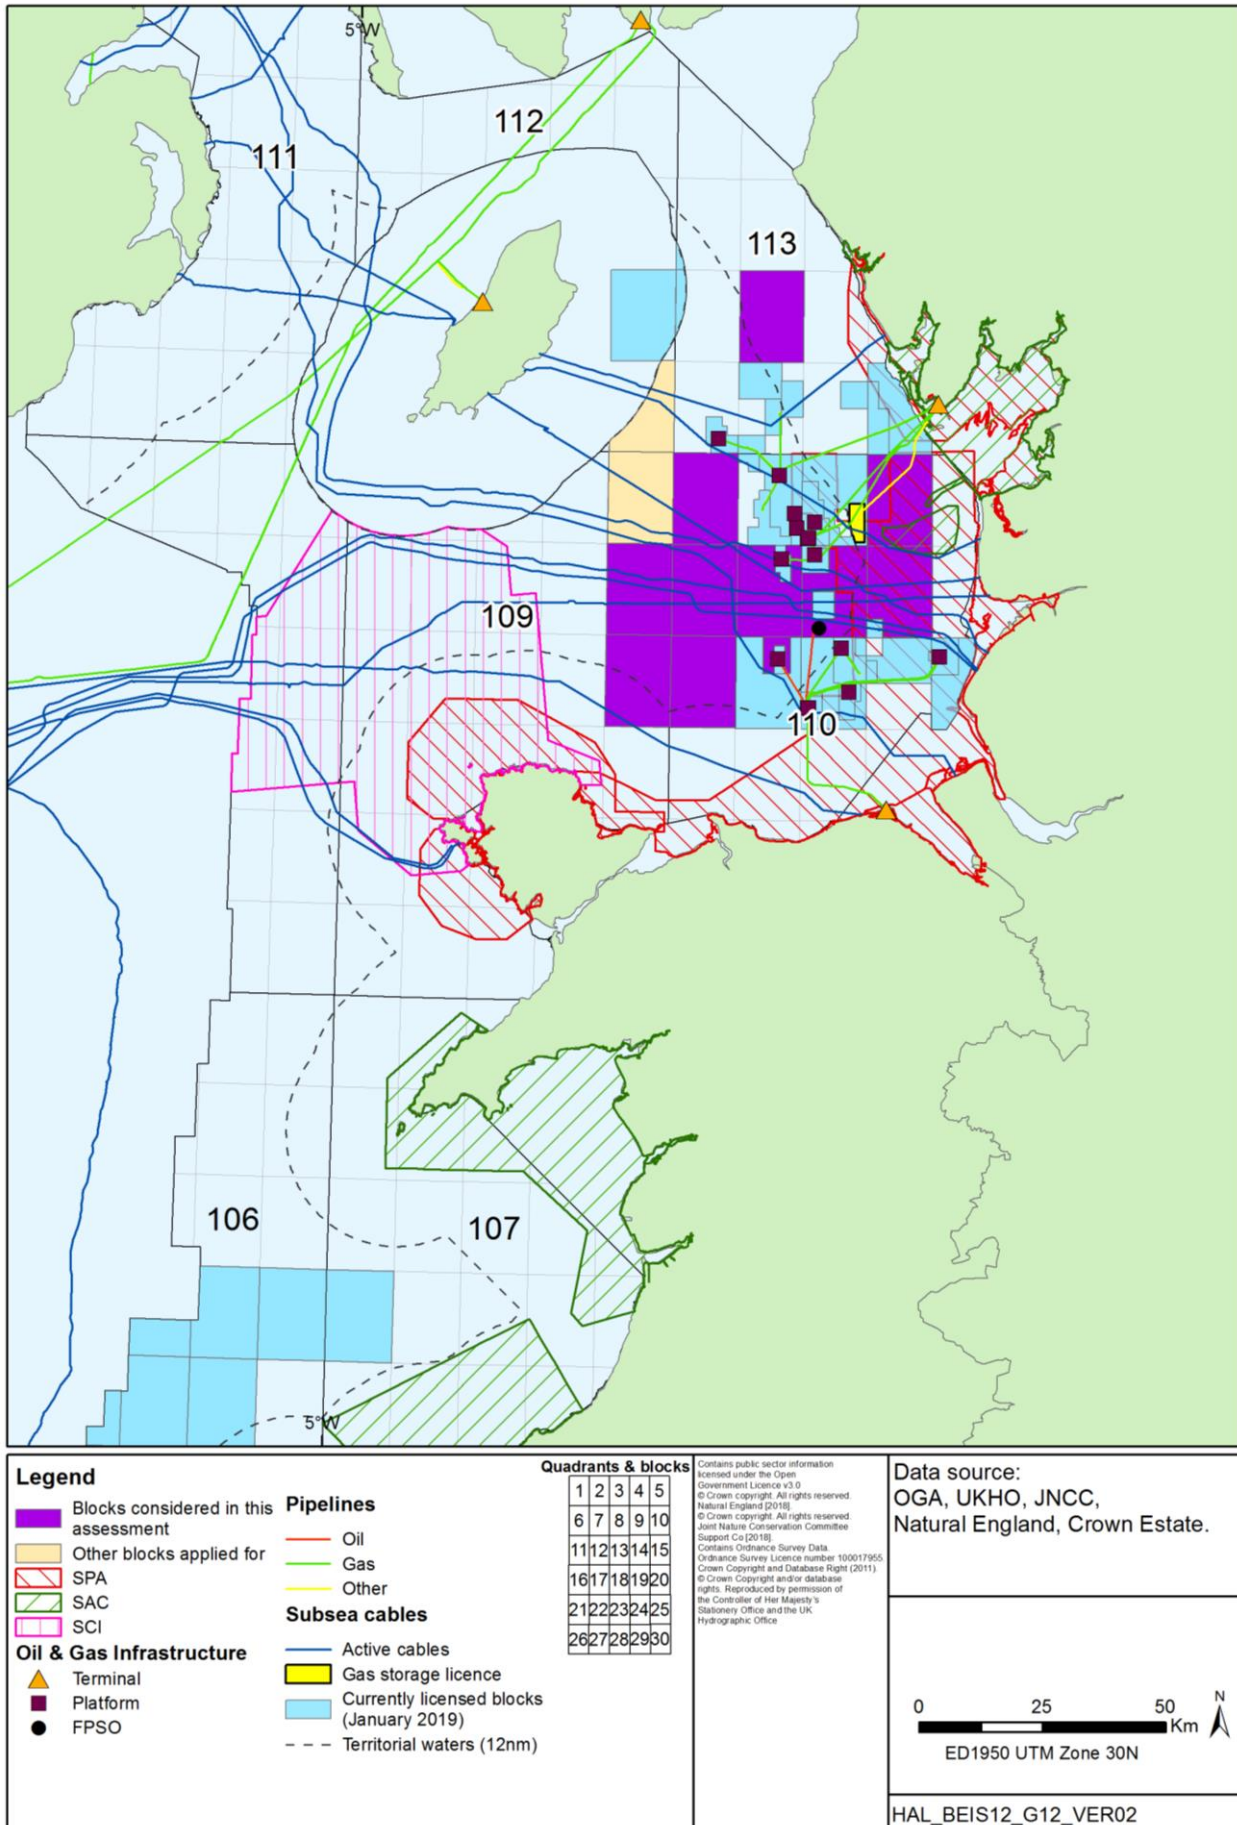 5°W
112
111
113
109
110
106
107
5°W
Legend
Blocks considered in this
assessment
Other blocks applied for
SPA
SAC
SCI
Oil & Gas Infrastructure
Terminal
Platform
FPSO
Pipelines
Oil
Gas
Other
Subsea cables
Active cables
Gas storage licence
Currently licensed blocks
(January 2019)
Territorial waters (12nm)
Quadrants & blocks
1 2 3 4 5
6 7 8 9 10
11 12 13 14 15
16 17 18 19 20
21 22 23 24 25
26 27 28 29 30
Contains public sector information
licensed under the Open
Government Licence v3.0
© Crown copyright. All rights reserved.
Natural England [2018].
© Crown copyright. All rights reserved.
Joint Nature Conservation Committee
Support Co [2018].
Contains Ordnance Survey Data.
Ordnance Survey Licence number 100017955.
Crown Copyright and Database Right (2011).
© Crown Copyright and/or database
rights. Reproduced by permission of
the Controller of Her Majesty's
Stationery Office and the UK
Hydrographic Office
Data source:
OGA, UKHO, JNCC,
Natural England, Crown Estate.
0 25 50
Km
N
ED1950 UTM Zone 30N
HAL_BEIS12_G12_VER02